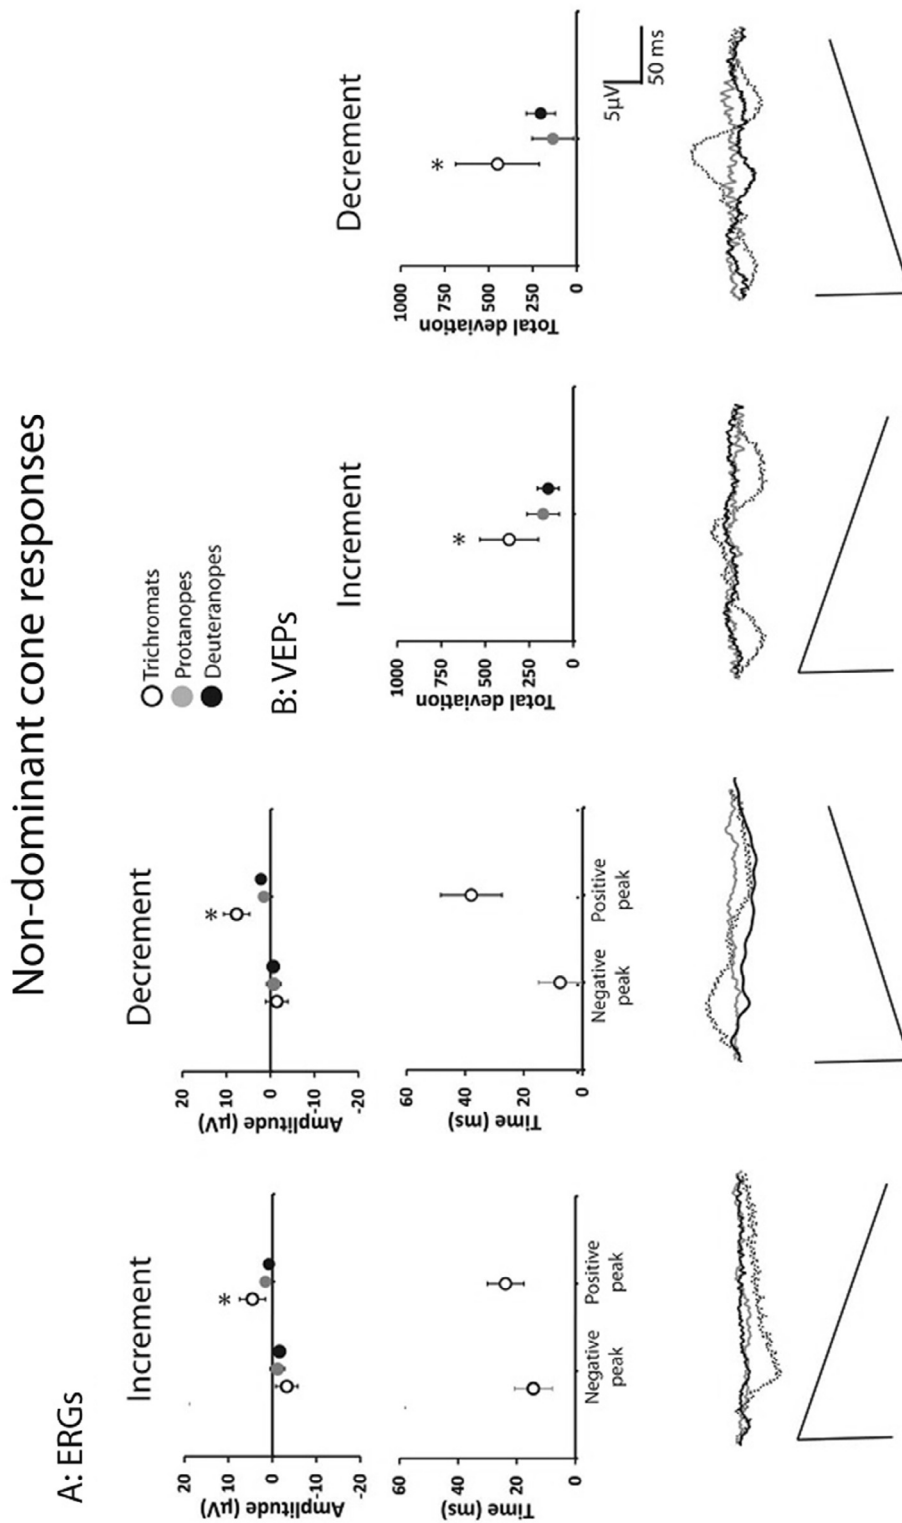 Non-dominant cone responses
A: ERGs
Increment
20
10
0
-10
-20
Amplitude (µV)
*
60
40
20
0
Time (ms)
Negative
peak
Positive
peak
Decrement
20
10
0
-10
-20
Amplitude (µV)
*
60
40
20
0
Time (ms)
Negative
peak
Positive
peak
Trichromats
Protanopes
Deuteranopes
B: VEPs
Increment
1000
750
500
250
0
Total deviation
*
Decrement
1000
750
500
250
0
Total deviation
*
5µV
50 ms